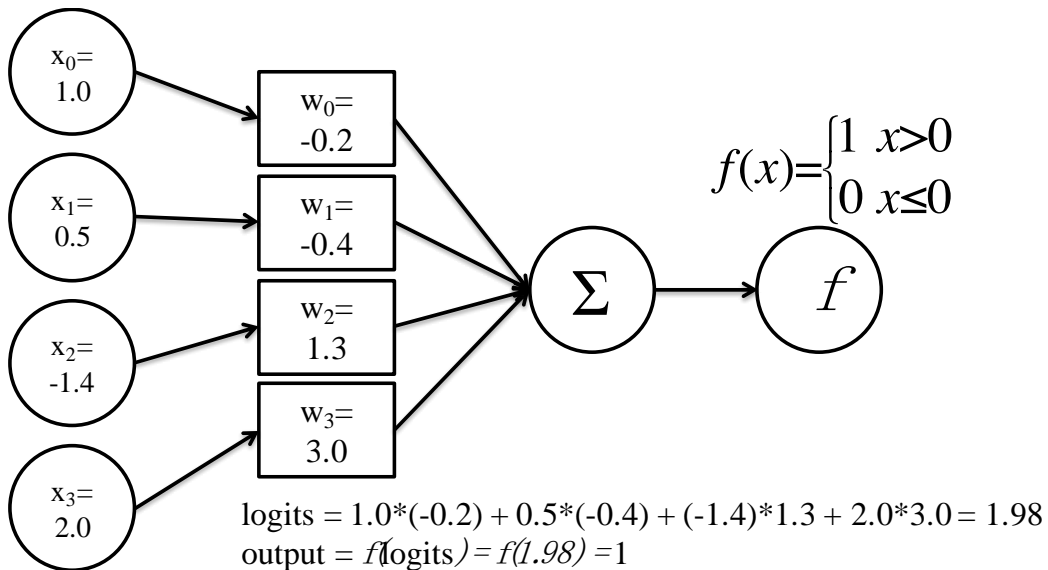 x₀=
1.0
w₀=
-0.2
x₁=
0.5
w₁=
-0.4
x₂=
-1.4
w₂=
1.3
x₃=
2.0
w₃=
3.0
Σ
f(x)={1 x>0
0 x≤0
f
logits = 1.0*(-0.2) + 0.5*(-0.4) + (-1.4)*1.3 + 2.0*3.0 = 1.98
output = f(logits) = f(1.98) =1